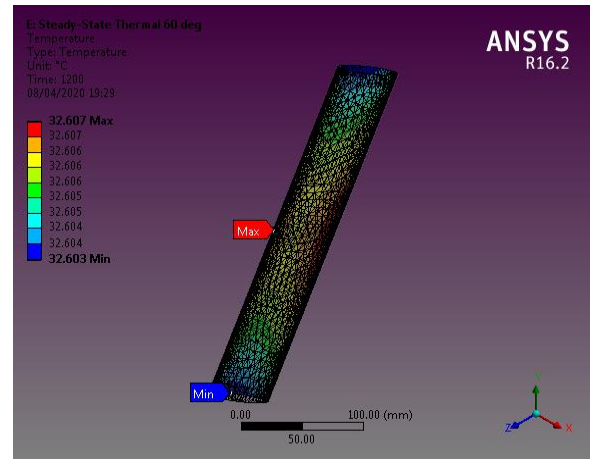 E: Steady-State Thermal 60 deg
Temperature
Type: Temperature
Unit: °C
Time: 1200
08/04/2020 19:29
ANSYS
R16.2
32.607 Max
32.607
32.606
32.606
32.606
32.605
32.605
32.604
32.604
32.603 Min
Max
Min
0.00
100.00 (mm)
50.00
Y
Z
X